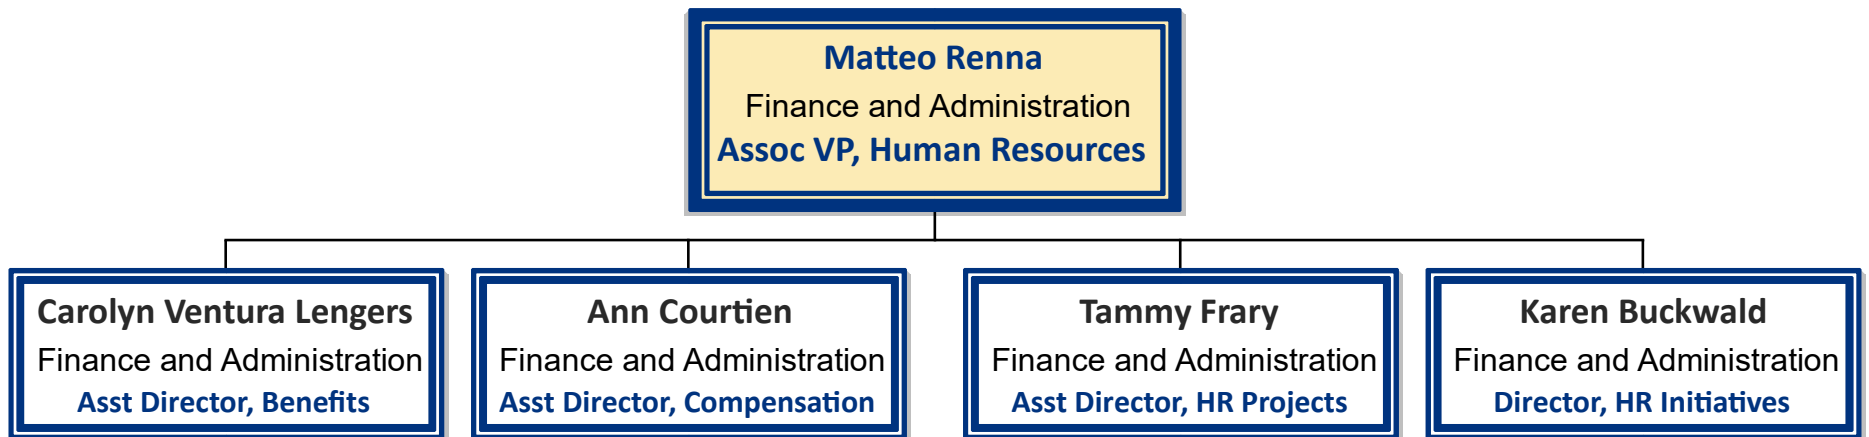 Matteo Renna
Finance and Administration
Assoc VP, Human Resources
Carolyn Ventura Lengers
Finance and Administration
Asst Director, Benefits
Ann Courtien
Finance and Administration
Asst Director, Compensation
Tammy Frary
Finance and Administration
Asst Director, HR Projects
Karen Buckwald
Finance and Administration
Director, HR Initiatives